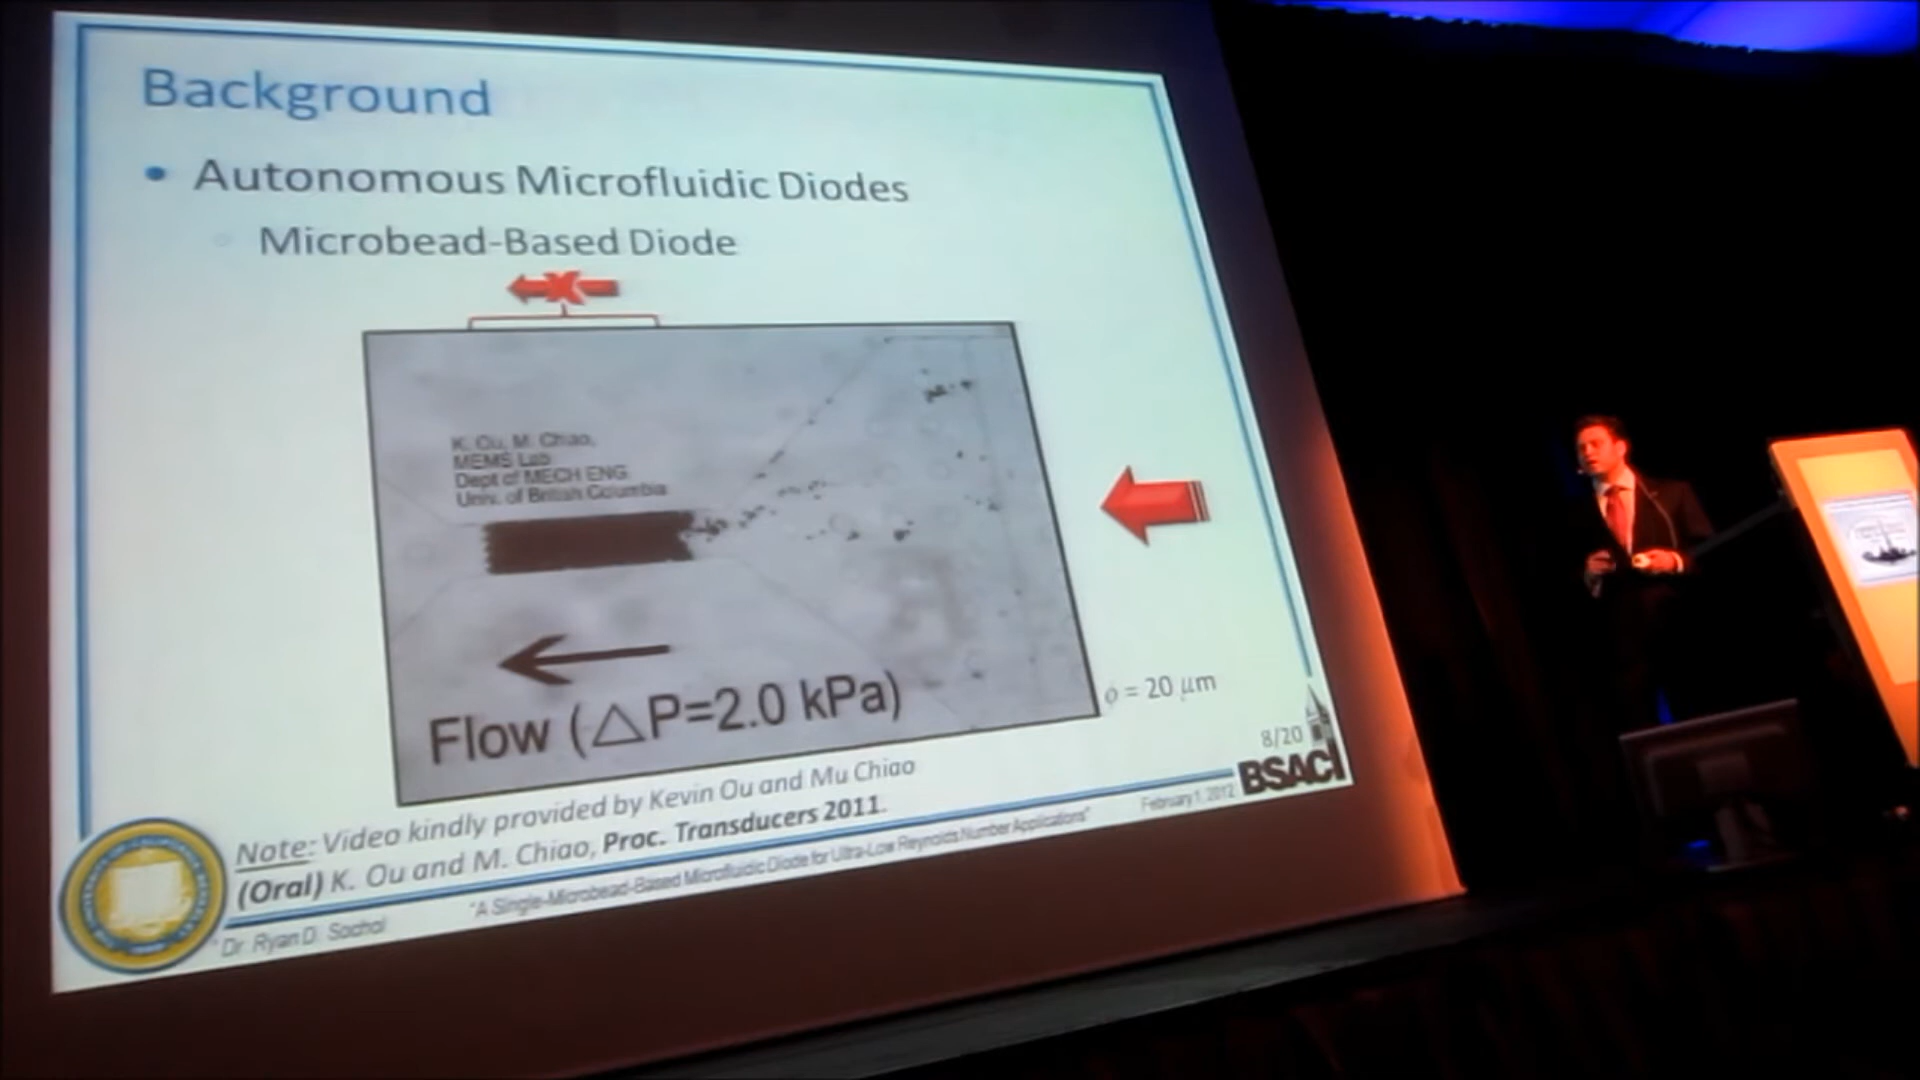 Background
• Autonomous Microfluidic Diodes
Microbead-Based Diode
K. Ou, M. Chiao,
MEMS Lab
Dept of MECH ENG
Univ. of British Columbia
Flow (△P=2.0 kPa)
ϕ = 20 μm
8/20
BSAC
Note: Video kindly provided by Kevin Ou and Mu Chiao
(Oral) K. Ou and M. Chiao, Proc. Transducers 2011.
Dr. Ryan D. Sochol
"A Single-Microbead-Based Microfluidic Diode for Ultra-Low Reynolds Number Applications"
February 1, 2012